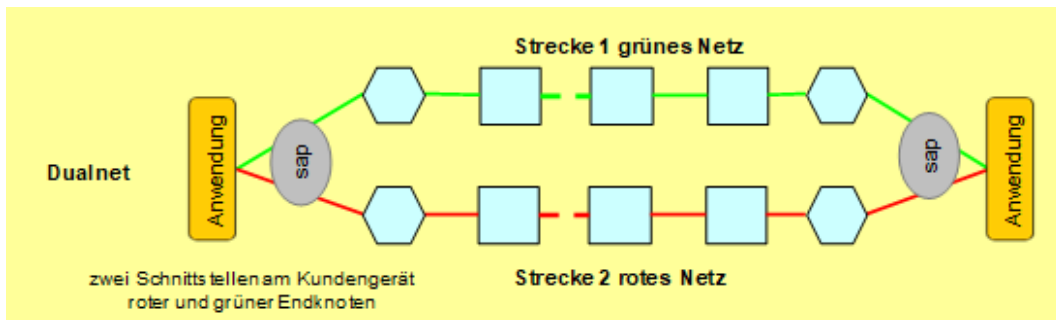 Strecke 1 grünes Netz
Anwendung
sap
sap
Anwendung
Dualnet
zwei Schnittstellen am Kundengerät
roter und grüner Endknoten
Strecke 2 rotes Netz